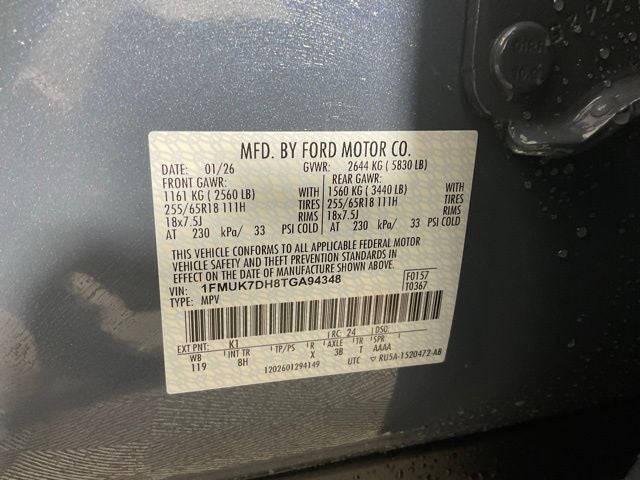 MFD. BY FORD MOTOR CO.
DATE: 01/26 GVWR: 2644 KG ( 5830 LB)
FRONT GAWR: REAR GAWR:
1161 KG ( 2560 LB) WITH 1560 KG ( 3440 LB) WITH
255/65R18 111H TIRES 255/65R18 111H TIRES
18x7.5J RIMS 18x7.5J RIMS
AT 230 kPa/ 33 PSI COLD AT 230 kPa/ 33 PSI COLD
THIS VEHICLE CONFORMS TO ALL APPLICABLE FEDERAL MOTOR
VEHICLE SAFETY AND THEFT PREVENTION STANDARDS IN
EFFECT ON THE DATE OF MANUFACTURE SHOWN ABOVE.
VIN: 1FMUK7DH8TGA94348 F0157
TYPE: MPV T0367
EXT PNT: K1 RC: 24 DSO:
WB INT TR TP/PS R AXLE TR SPR
119 8H X 3B T AAAA
1202601294149 UTC RU5A-1520472-AB